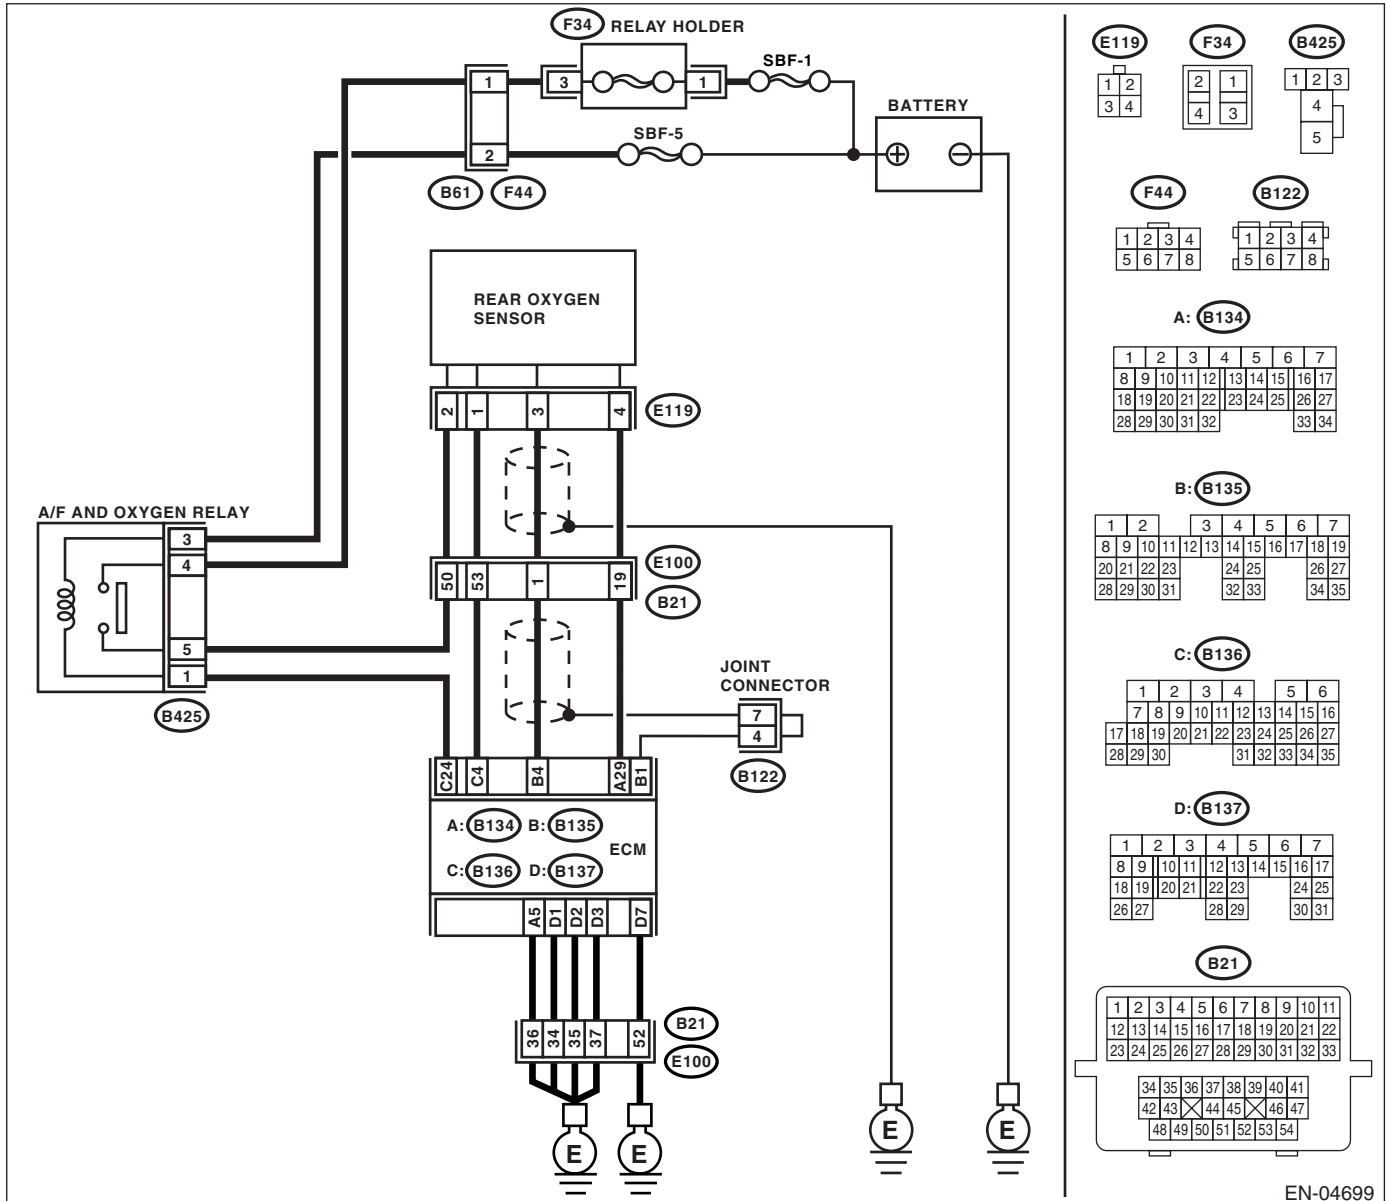 F34 RELAY HOLDER
1 3 1 SBF-1
BATTERY
SBF-5
2
B61 F44
REAR OXYGEN
SENSOR
2 1 3 4 E119
A/F AND OXYGEN RELAY
3
4
5
1
B425
50 53 1 19
E100
B21
JOINT
CONNECTOR
7
4
B122
C24 C4 B4 A29 B1
A: B134 B: B135
ECM
C: B136 D: B137
A5 D1 D2 D3 D7
36 34 35 37 52
B21
E100
E E E E
E119 F34 B425
1 2
3 4
2 1
4 3
1 2 3
4
5
F44 B122
1 2 3 4
5 6 7 8
1 2 3 4
5 6 7 8
A: B134
1 2 3 4 5 6 7
8 9 10 11 12 13 14 15 16 17
18 19 20 21 22 23 24 25 26 27
28 29 30 31 32 33 34
B: B135
1 2 3 4 5 6 7
8 9 10 11 12 13 14 15 16 17 18 19
20 21 22 23 24 25 26 27
28 29 30 31 32 33 34 35
C: B136
1 2 3 4 5 6
7 8 9 10 11 12 13 14 15 16
17 18 19 20 21 22 23 24 25 26 27
28 29 30 31 32 33 34 35
D: B137
1 2 3 4 5 6 7
8 9 10 11 12 13 14 15 16 17
18 19 20 21 22 23 24 25
26 27 28 29 30 31
B21
1 2 3 4 5 6 7 8 9 10 11
12 13 14 15 16 17 18 19 20 21 22
23 24 25 26 27 28 29 30 31 32 33
34 35 36 37 38 39 40 41
42 43 44 45 46 47
48 49 50 51 52 53 54
EN-04699